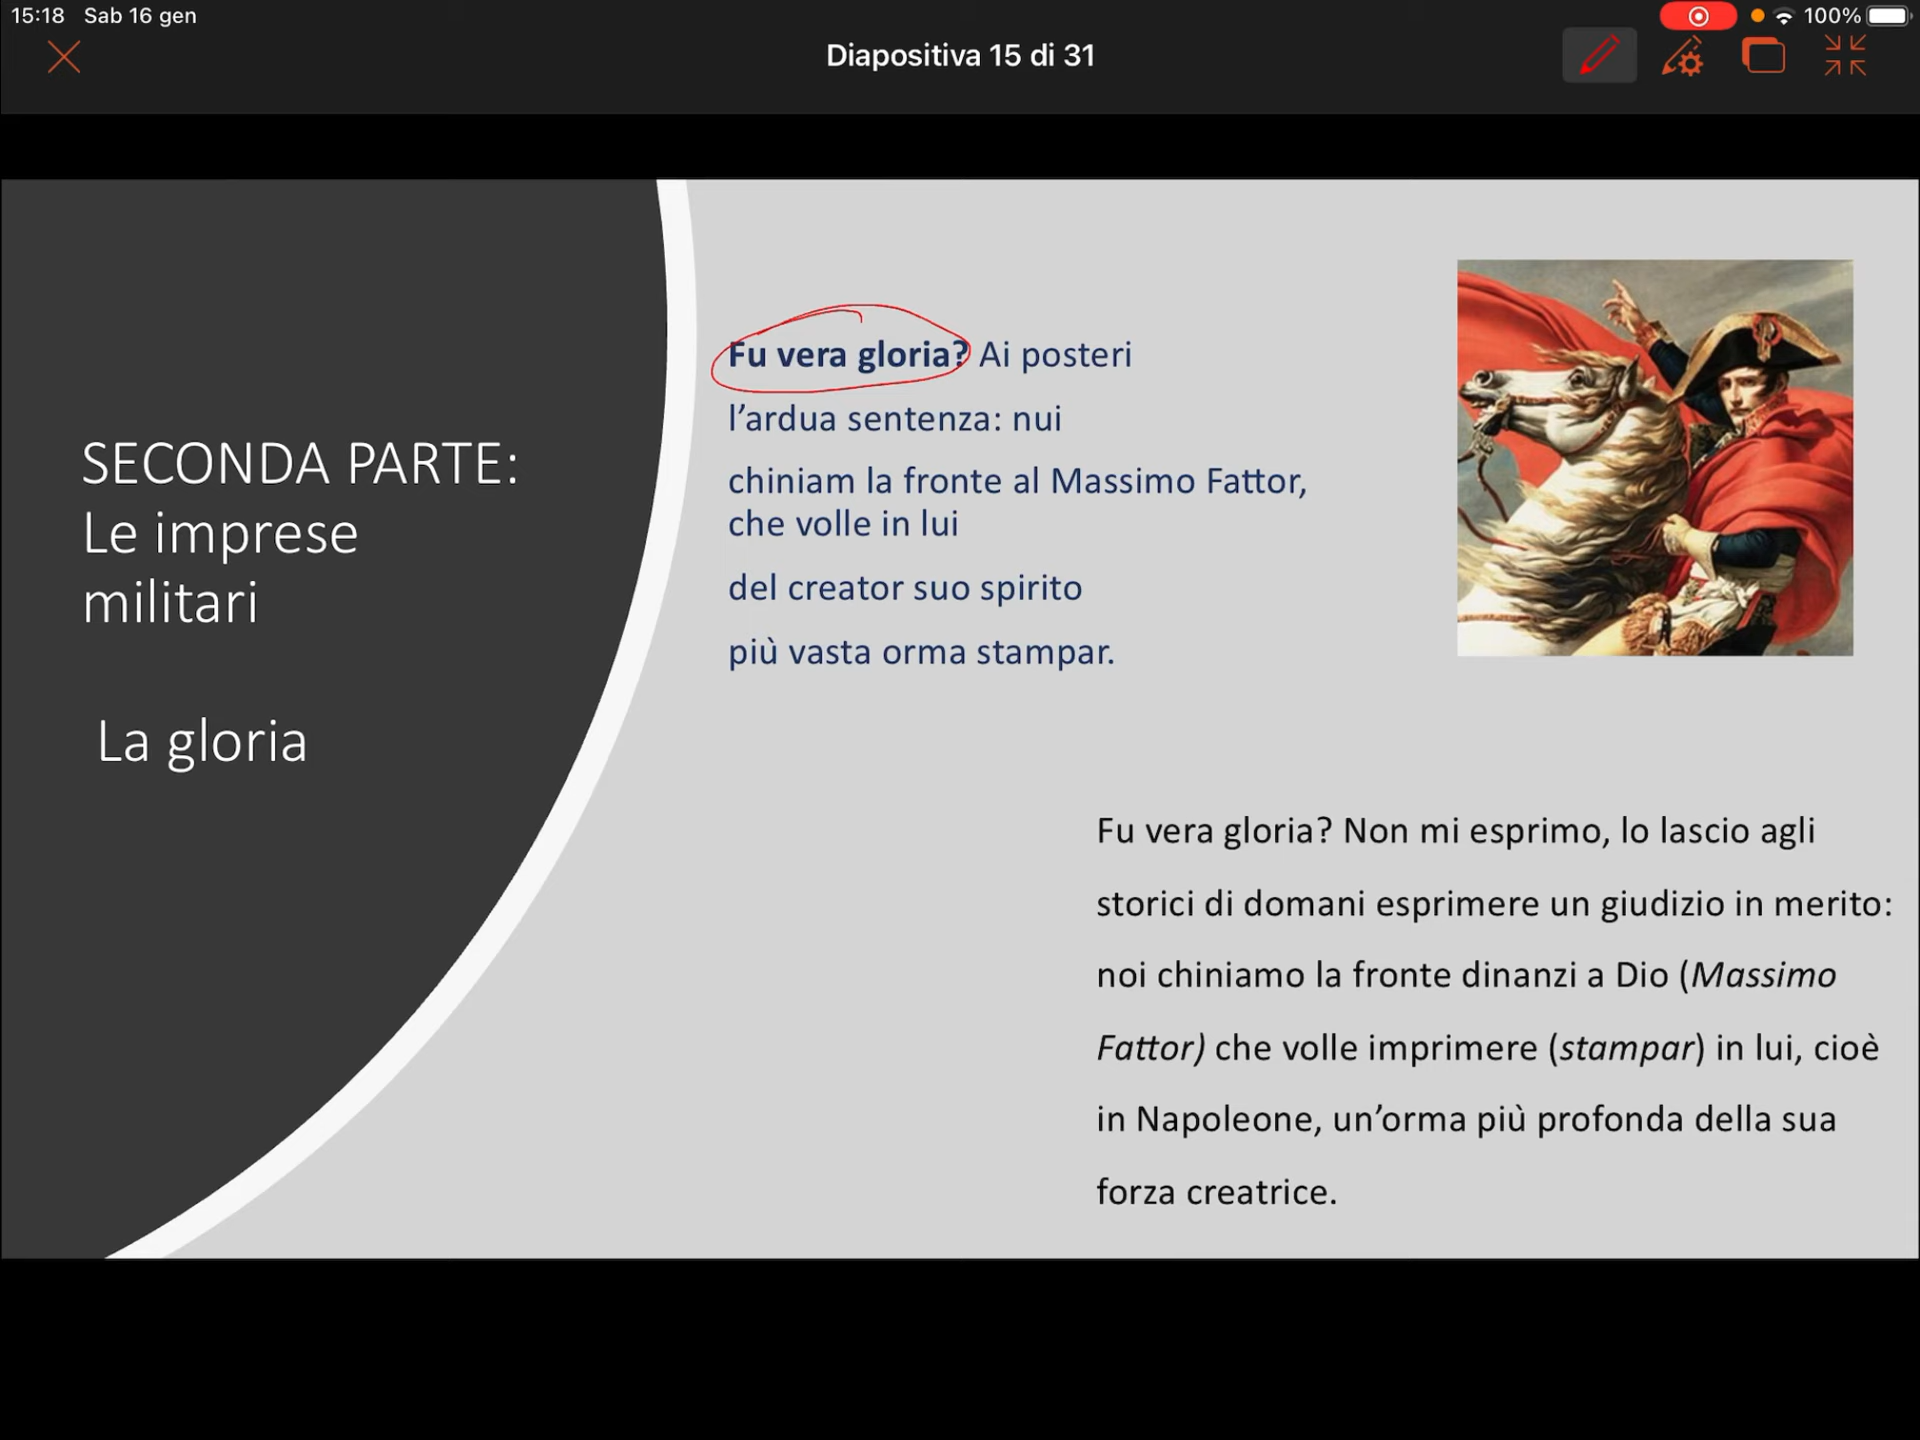 15:18 Sab 16 gen
100%
Diapositiva 15 di 31
SECONDA PARTE:
Le imprese
militari
La gloria
Fu vera gloria? Ai posteri
l’ardua sentenza: nui
chiniam la fronte al Massimo Fattor,
che volle in lui
del creator suo spirito
più vasta orma stampar.
Fu vera gloria? Non mi esprimo, lo lascio agli
storici di domani esprimere un giudizio in merito:
noi chiniamo la fronte dinanzi a Dio (Massimo
Fattor) che volle imprimere (stampar) in lui, cioè
in Napoleone, un’orma più profonda della sua
forza creatrice.